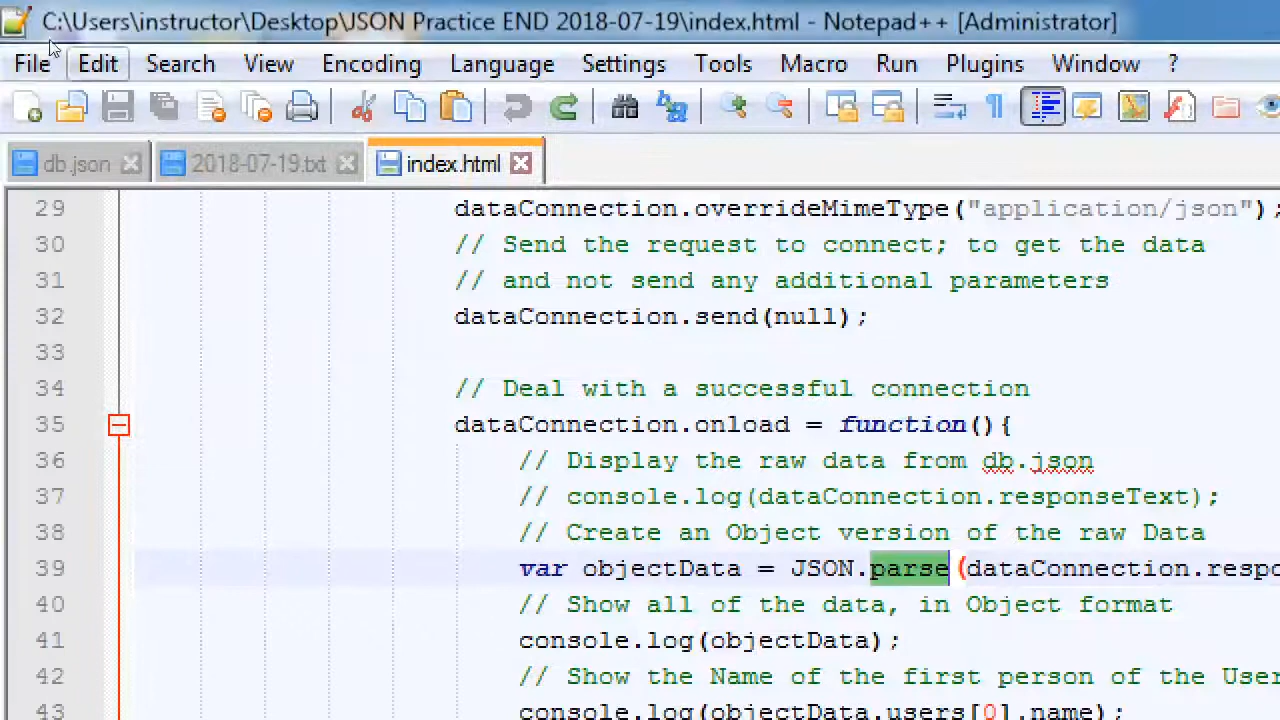 C:\Users\instructor\Desktop\JSON Practice END 2018-07-19\index.html - Notepad++ [Administrator]
File Edit Search View Encoding Language Settings Tools Macro Run Plugins Window ?
db.json 2018-07-19.txt index.html
29 dataConnection.overrideMimeType("application/json");
30 // Send the request to connect; to get the data
31 // and not send any additional parameters
32 dataConnection.send(null);
33
34 // Deal with a successful connection
35 dataConnection.onload = function(){
36 // Display the raw data from db.json
37 // console.log(dataConnection.responseText);
38 // Create an Object version of the raw Data
39 var objectData = JSON.parse(dataConnection.respo
40 // Show all of the data, in Object format
41 console.log(objectData);
42 // Show the Name of the first person of the User
43 console.log(objectData.users[0].name);